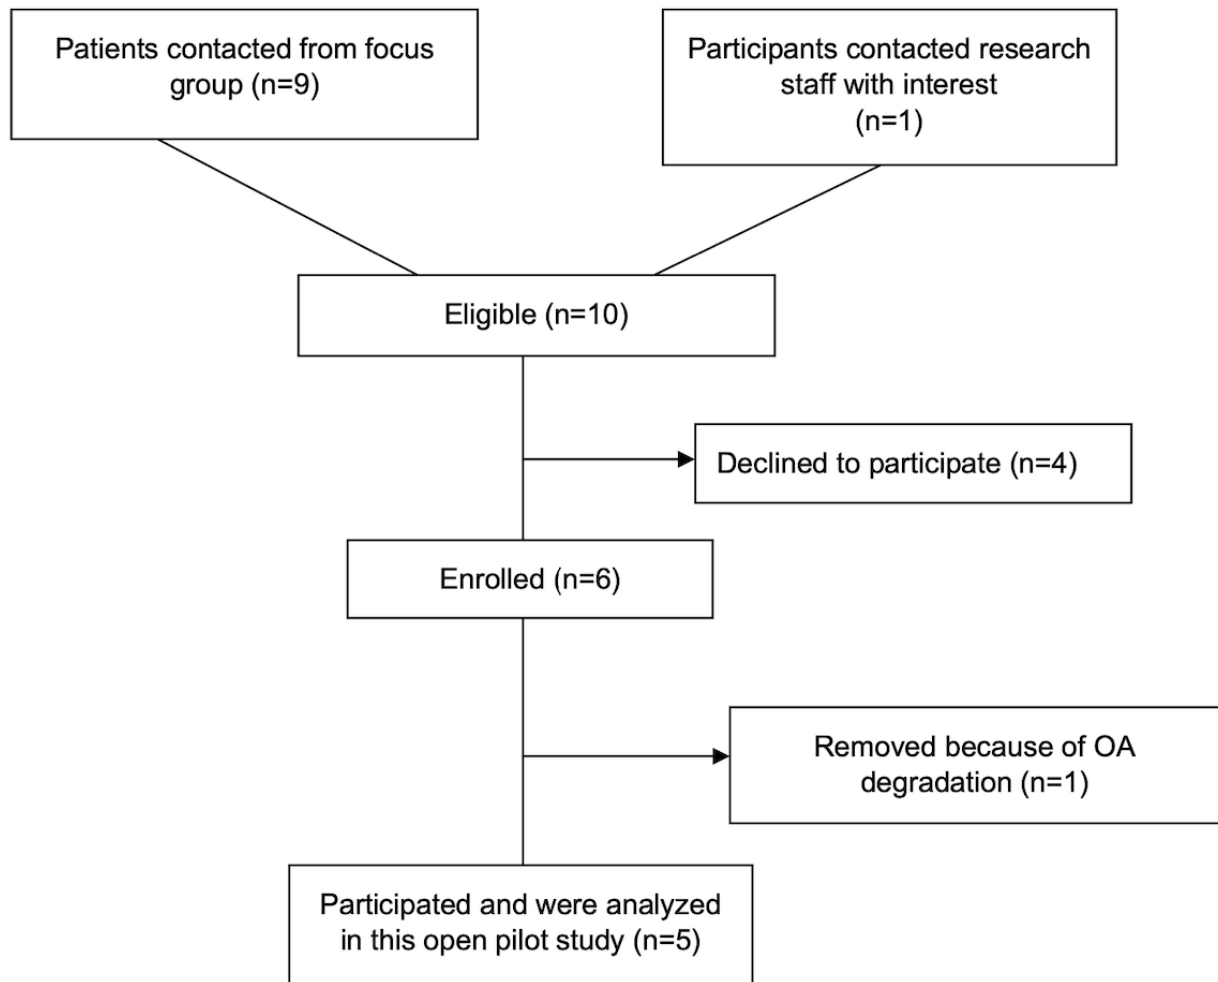 Patients contacted from focus
group (n=9)
Participants contacted research
staff with interest
(n=1)
Eligible (n=10)
Declined to participate (n=4)
Enrolled (n=6)
Removed because of OA
degradation (n=1)
Participated and were analyzed
in this open pilot study (n=5)